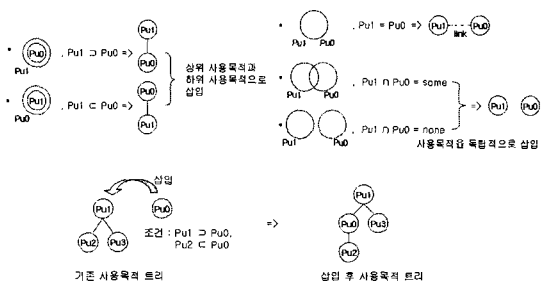 Pu0
Pu1
, Pu1 ⊃ Pu0 =>
Pu1
Pu0
Pu1
Pu0
, Pu1 ⊂ Pu0 =>
Pu0
Pu1
상위 사용목적과
하위 사용목적으로
삽입
Pu1 Pu0
, Pu1 = Pu0 =>
Pu1 Pu0
link
Pu1 Pu0
, Pu1 ∩ Pu0 = some
Pu1 Pu0
, Pu1 ∩ Pu0 = none
=> Pu1 Pu0
사용목적을 독립적으로 삽입
삽입
Pu1 Pu0
Pu2 Pu3
조건 : Pu1 ⊃ Pu0,
Pu2 ⊂ Pu0
=>
Pu1
Pu0 Pu3
Pu2
기존 사용목적 트리
삽입 후 사용목적 트리